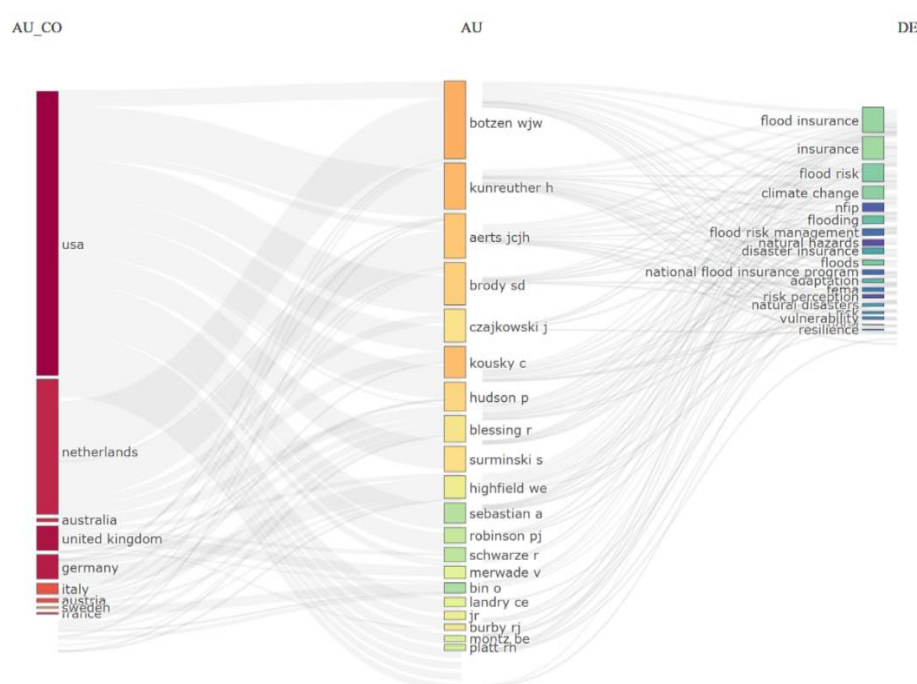 AU_CO
AU
DE
usa
netherlands
australia
united kingdom
germany
italy
austria
sweden
france
botzen wjw
kunreuther h
aerts jcjh
brody sd
czajkowski j
kousky c
hudson p
blessing r
surminski s
highfield we
sebastian a
robinson pj
schwarze r
merwade v
bin o
landry ce
jr
burby rj
montz be
platt rh
flood insurance
insurance
flood risk
climate change
nfip
flooding
flood risk management
natural hazards
disaster insurance
floods
national flood insurance program
adaptation
fema
risk perception
natural disasters
risk
vulnerability
resilience